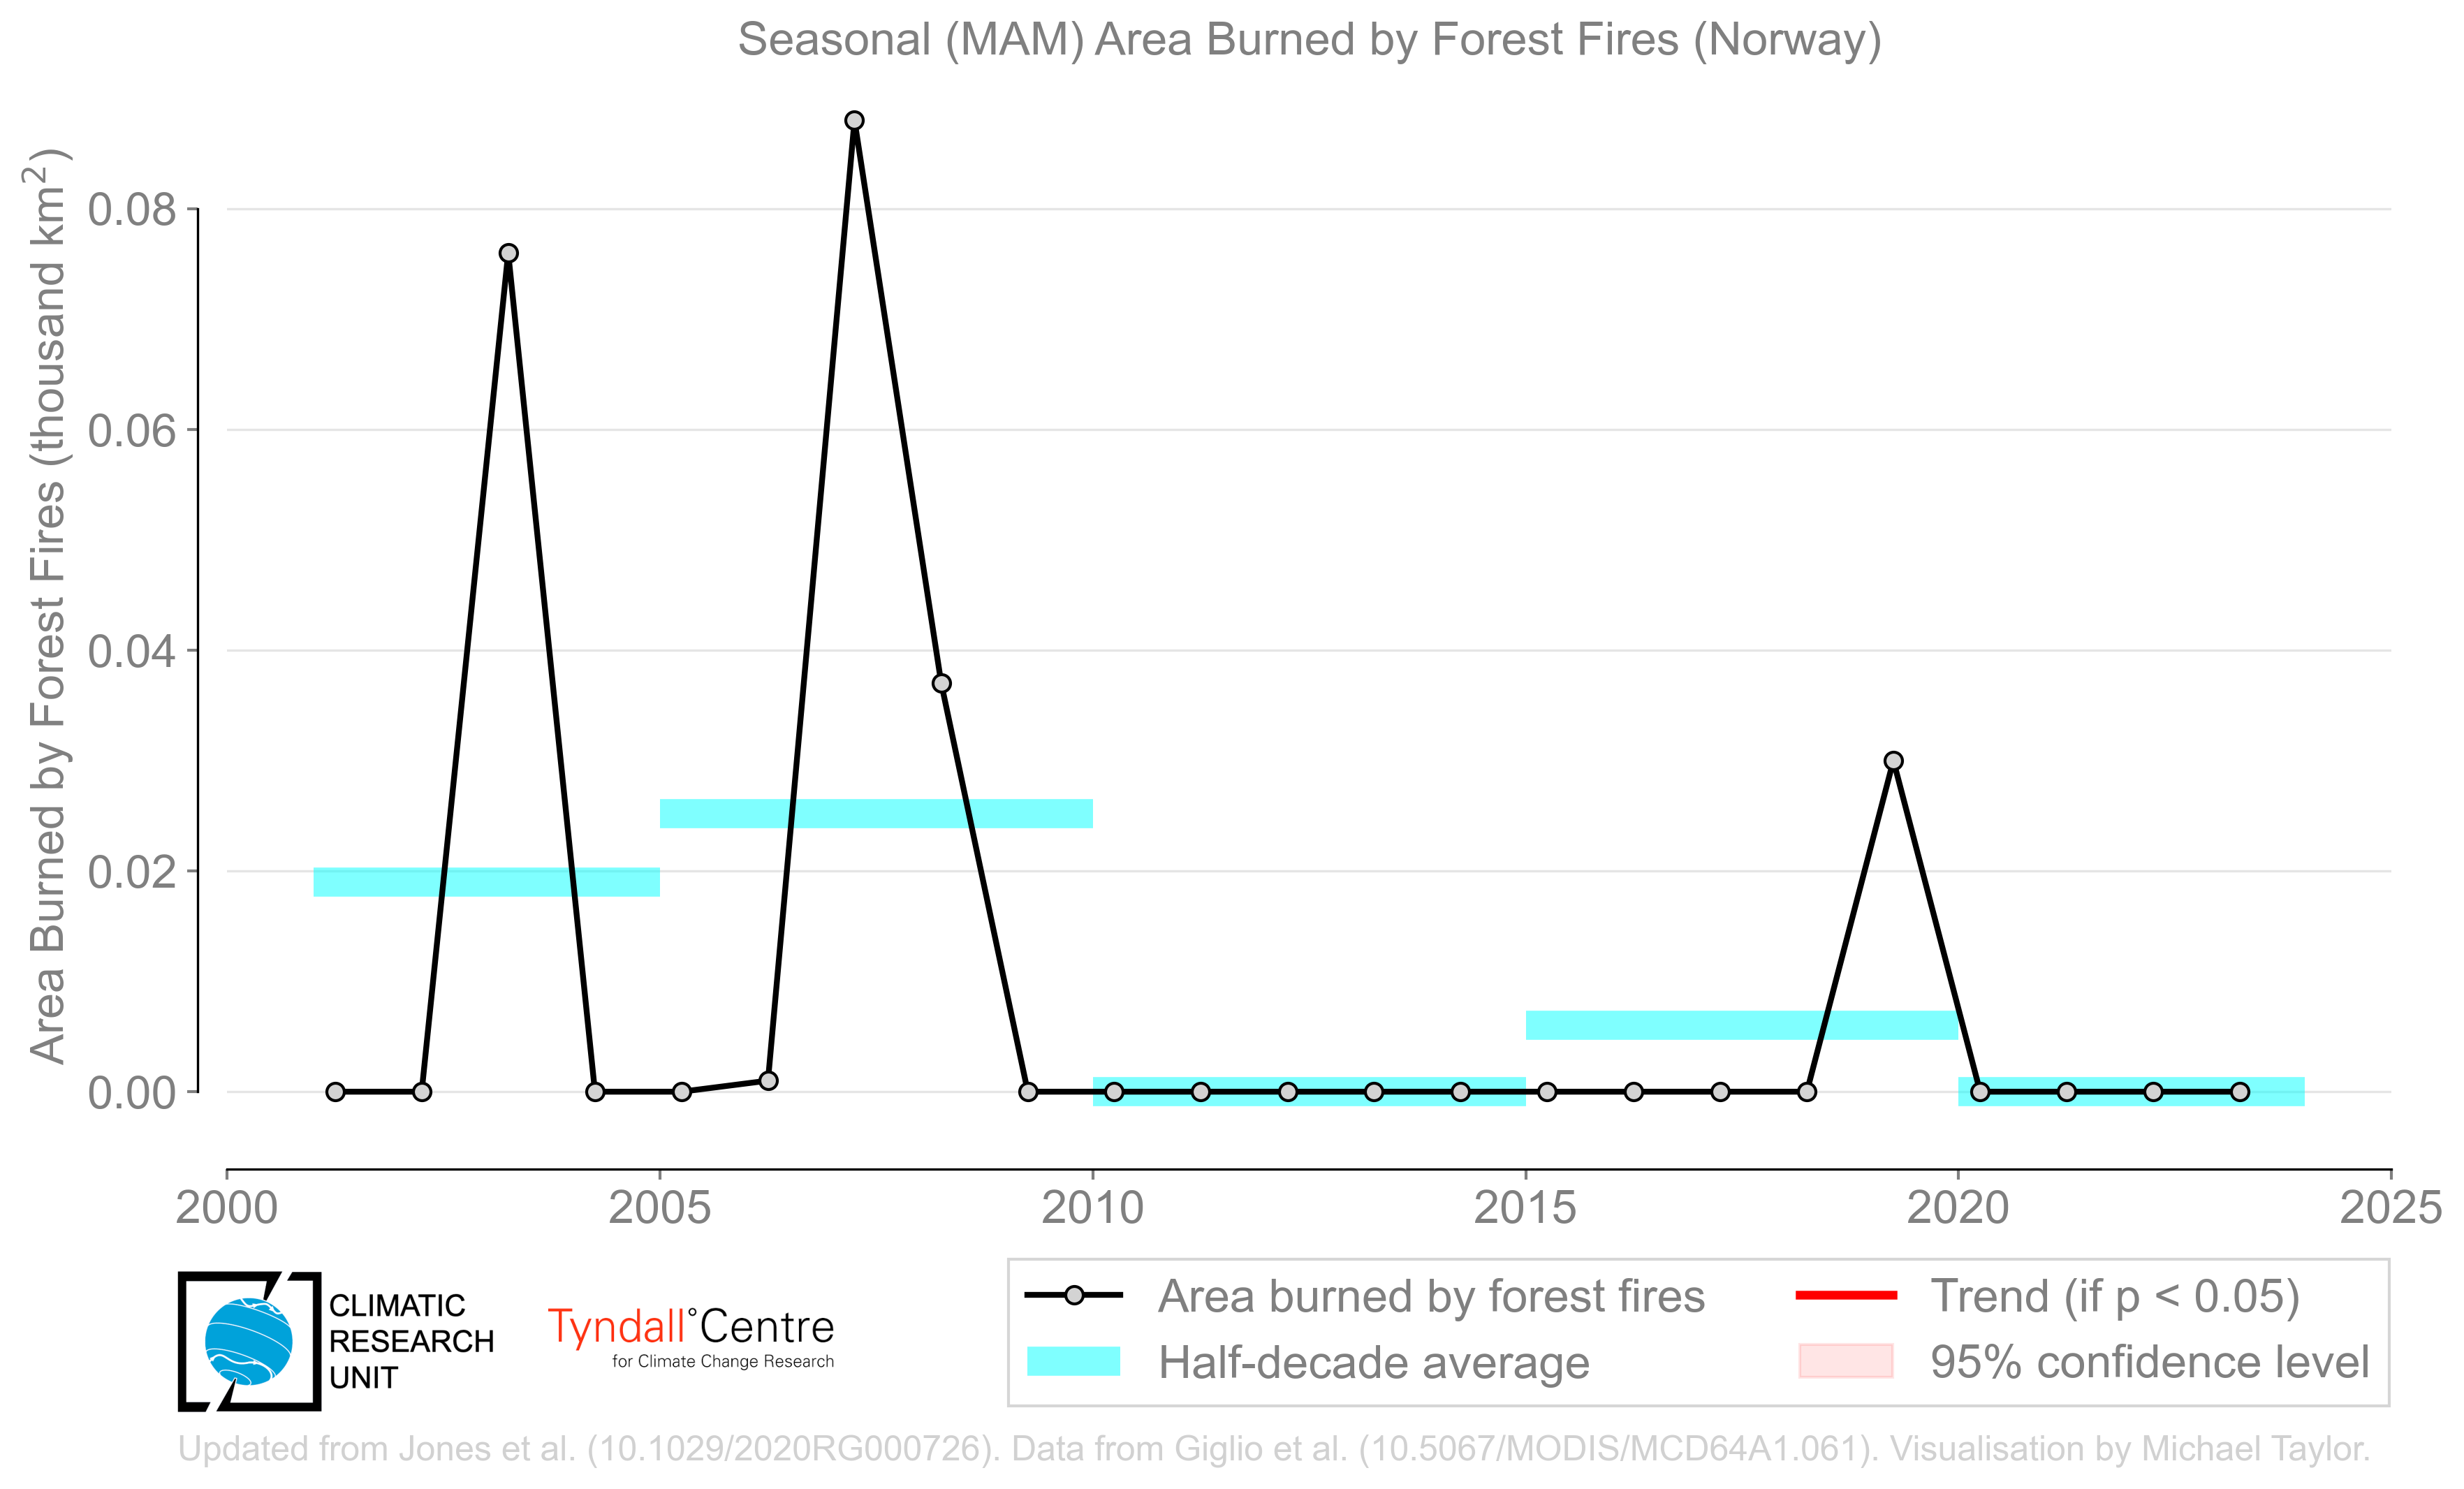 Seasonal (MAM) Area Burned by Forest Fires (Norway)
Area Burned by Forest Fires (thousand km²)
0.08
0.06
0.04
0.02
0.00
2000 2005 2010 2015 2020 2025
CLIMATIC
RESEARCH
UNIT
Tyndall°Centre
for Climate Change Research
Area burned by forest fires
Half-decade average
Trend (if p < 0.05)
95% confidence level
Updated from Jones et al. (10.1029/2020RG000726). Data from Giglio et al. (10.5067/MODIS/MCD64A1.061). Visualisation by Michael Taylor.